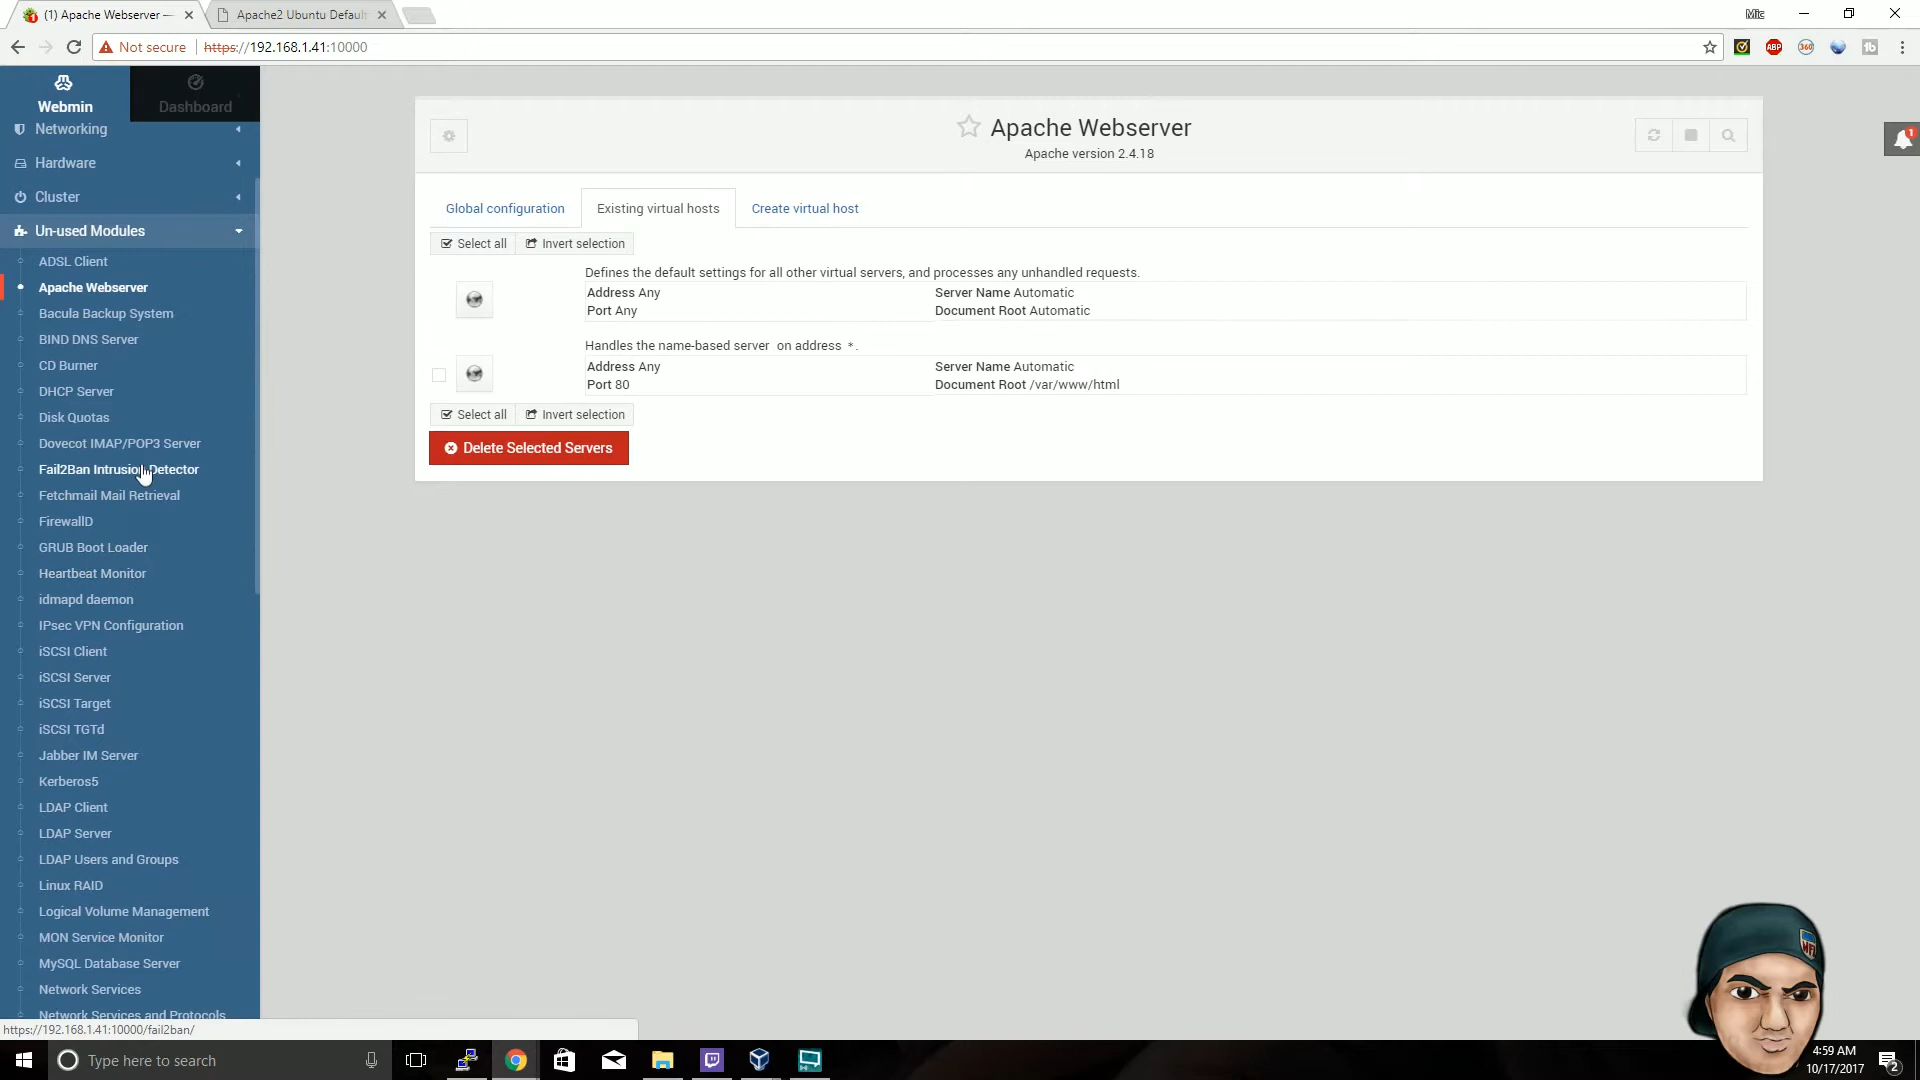 (1) Apache Webserver —
Apache2 Ubuntu Default
Mic
Not secure
https://192.168.1.41:10000
ABP
360
Webmin
Dashboard
Networking
Hardware
Cluster
Un-used Modules
ADSL Client
Apache Webserver
Bacula Backup System
BIND DNS Server
CD Burner
DHCP Server
Disk Quotas
Dovecot IMAP/POP3 Server
Fail2Ban Intrusion Detector
Fetchmail Mail Retrieval
FirewallD
GRUB Boot Loader
Heartbeat Monitor
idmapd daemon
IPsec VPN Configuration
iSCSI Client
iSCSI Server
iSCSI Target
iSCSI TGTd
Jabber IM Server
Kerberos5
LDAP Client
LDAP Server
LDAP Users and Groups
Linux RAID
Logical Volume Management
MON Service Monitor
MySQL Database Server
Network Services
Network Services and Protocols
https://192.168.1.41:10000/fail2ban/
Apache Webserver
Apache version 2.4.18
1
Global configuration
Existing virtual hosts
Create virtual host
Select all
Invert selection
Defines the default settings for all other virtual servers, and processes any unhandled requests.
Address Any
Server Name Automatic
Port Any
Document Root Automatic
Handles the name-based server on address *.
Address Any
Server Name Automatic
Port 80
Document Root /var/www/html
Select all
Invert selection
Delete Selected Servers
NFL
Type here to search
4:59 AM
10/17/2017
2